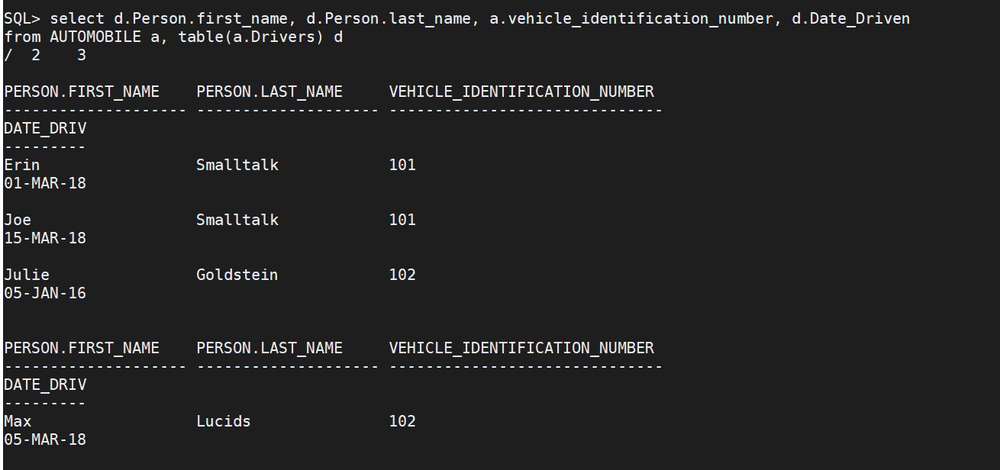 SQL> select d.Person.first_name, d.Person.last_name, a.vehicle_identification_number, d.Date_Driven
from AUTOMOBILE a, table(a.Drivers) d
/  2    3
PERSON.FIRST_NAME    PERSON.LAST_NAME     VEHICLE_IDENTIFICATION_NUMBER
-------------------- -------------------- ------------------------------
DATE_DRIV
---------
Erin                 Smalltalk            101
01-MAR-18
Joe                  Smalltalk            101
15-MAR-18
Julie                Goldstein            102
05-JAN-16
PERSON.FIRST_NAME    PERSON.LAST_NAME     VEHICLE_IDENTIFICATION_NUMBER
-------------------- -------------------- ------------------------------
DATE_DRIV
---------
Max                  Lucids               102
05-MAR-18